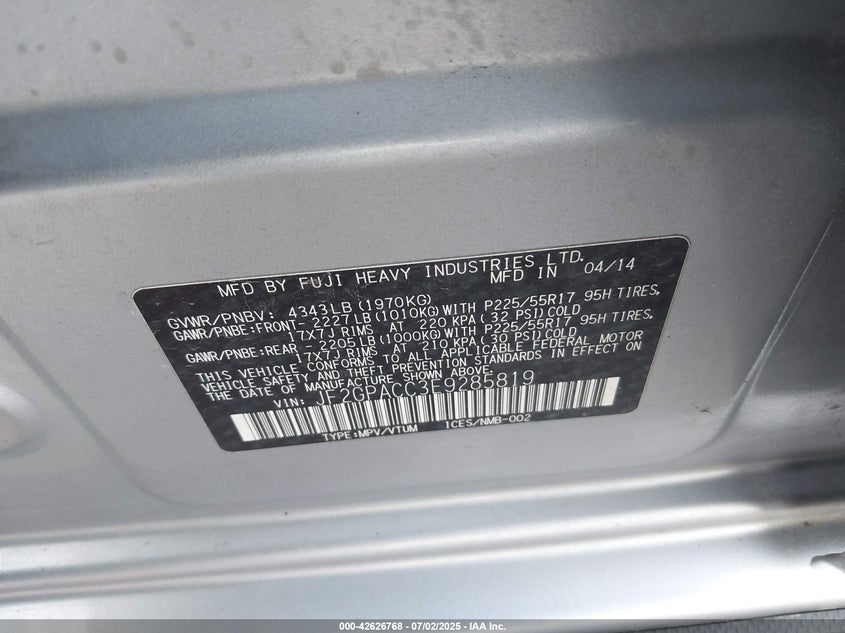 MFD BY FUJI HEAVY INDUSTRIES LTD.
MFD IN 04/14
GVWR/PNBV: 4343LB (1970KG)
GAWR/PNBE:FRONT- 2227LB(1010KG)WITH P225/55R17 95H TIRES,
17X7J RIMS AT 220 KPA (32 PSI)COLD
GAWR/PNBE:REAR - 2205LB(1000KG)WITH P225/55R17 95H TIRES,
17X7J RIMS AT 210 KPA(30 PSI)COLD
THIS VEHICLE CONFORMS TO ALL APPLICABLE FEDERAL MOTOR
VEHICLE SAFETY AND THEFT PREVENTION STANDARDS IN EFFECT ON
THE DATE OF MANUFACTURE SHOWN ABOVE.
VIN: JF2GPACC3E9285819
TYPE:MPV/VTUM ICES/NMB-002
000-42626768 - 07/02/2025 - IAA Inc.